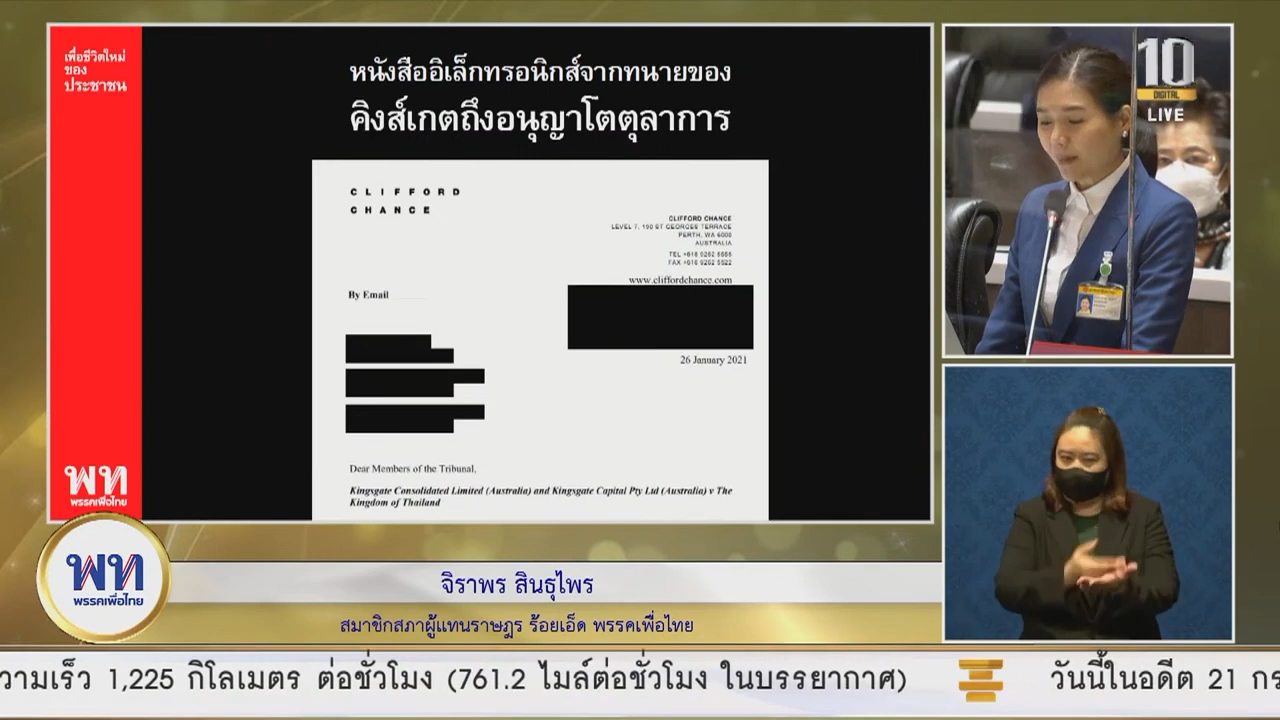 เพื่อชีวิตใหม่
ของ
ประชาชน
พท
พรรคเพื่อไทย
หนังสืออิเล็กทรอนิกส์จากทนายของ
คิงส์เกตถึงอนุญาโตตุลาการ
CLIFFORD
CHANCE
CLIFFORD CHANCE
LEVEL 7, 190 ST GEORGES TERRACE
PERTH, WA 6000
AUSTRALIA
TEL +618 9262 5555
FAX +618 9262 5522
www.cliffordchance.com
By Email
26 January 2021
Dear Members of the Tribunal,
Kingsgate Consolidated Limited (Australia) and Kingsgate Capital Pty Ltd (Australia) v The
Kingdom of Thailand
10
DIGITAL
LIVE
พท
พรรคเพื่อไทย
จิราพร สินธุไพร
สมาชิกสภาผู้แทนราษฎร ร้อยเอ็ด พรรคเพื่อไทย
วามเร็ว 1,225 กิโลเมตร ต่อชั่วโมง (761.2 ไมล์ต่อชั่วโมง ในบรรยากาศ) วันนี้ในอดีต 21 กร